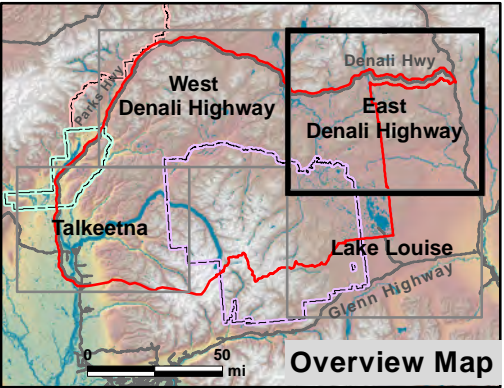 Denali Hwy
Parks Hwy
West
Denali Highway
East
Denali Highway
Talkeetna
Lake Louise
Glenn Highway
0 50
mi
Overview Map